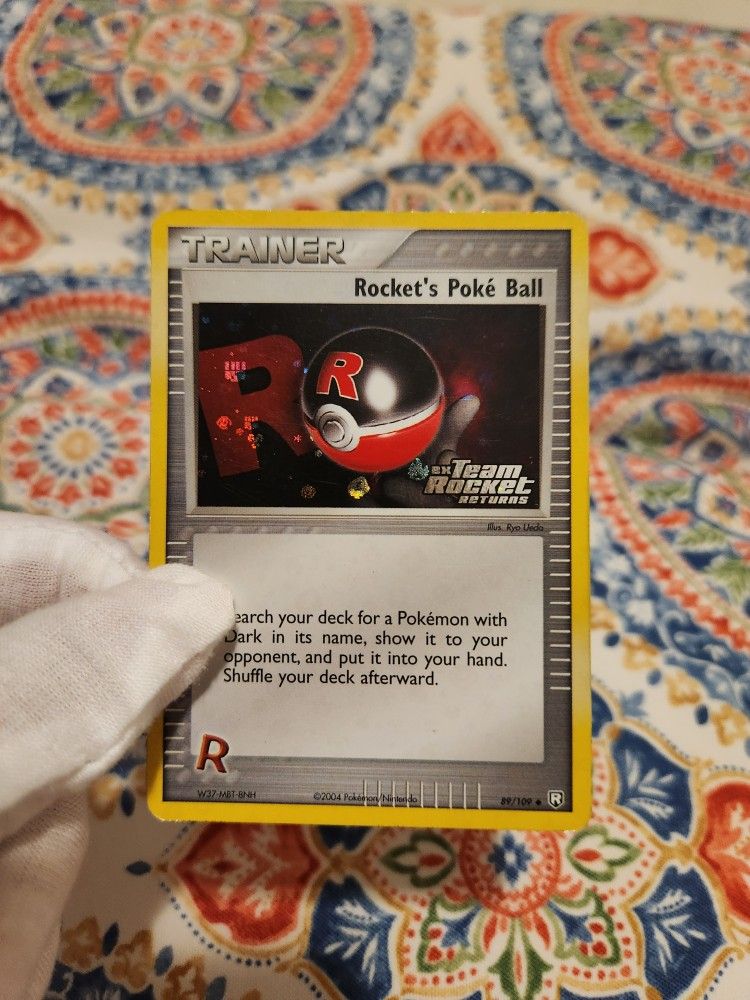 TRAINER
Rocket's Poké Ball
R
R
ex Team
Rocket
RETURNS
Illus. Ryo Ueda
earch your deck for a Pokémon with
Dark in its name, show it to your
opponent, and put it into your hand.
Shuffle your deck afterward.
R
W37-MBT-8NH ©2004 Pokémon/Nintendo 89/109 ◆ R